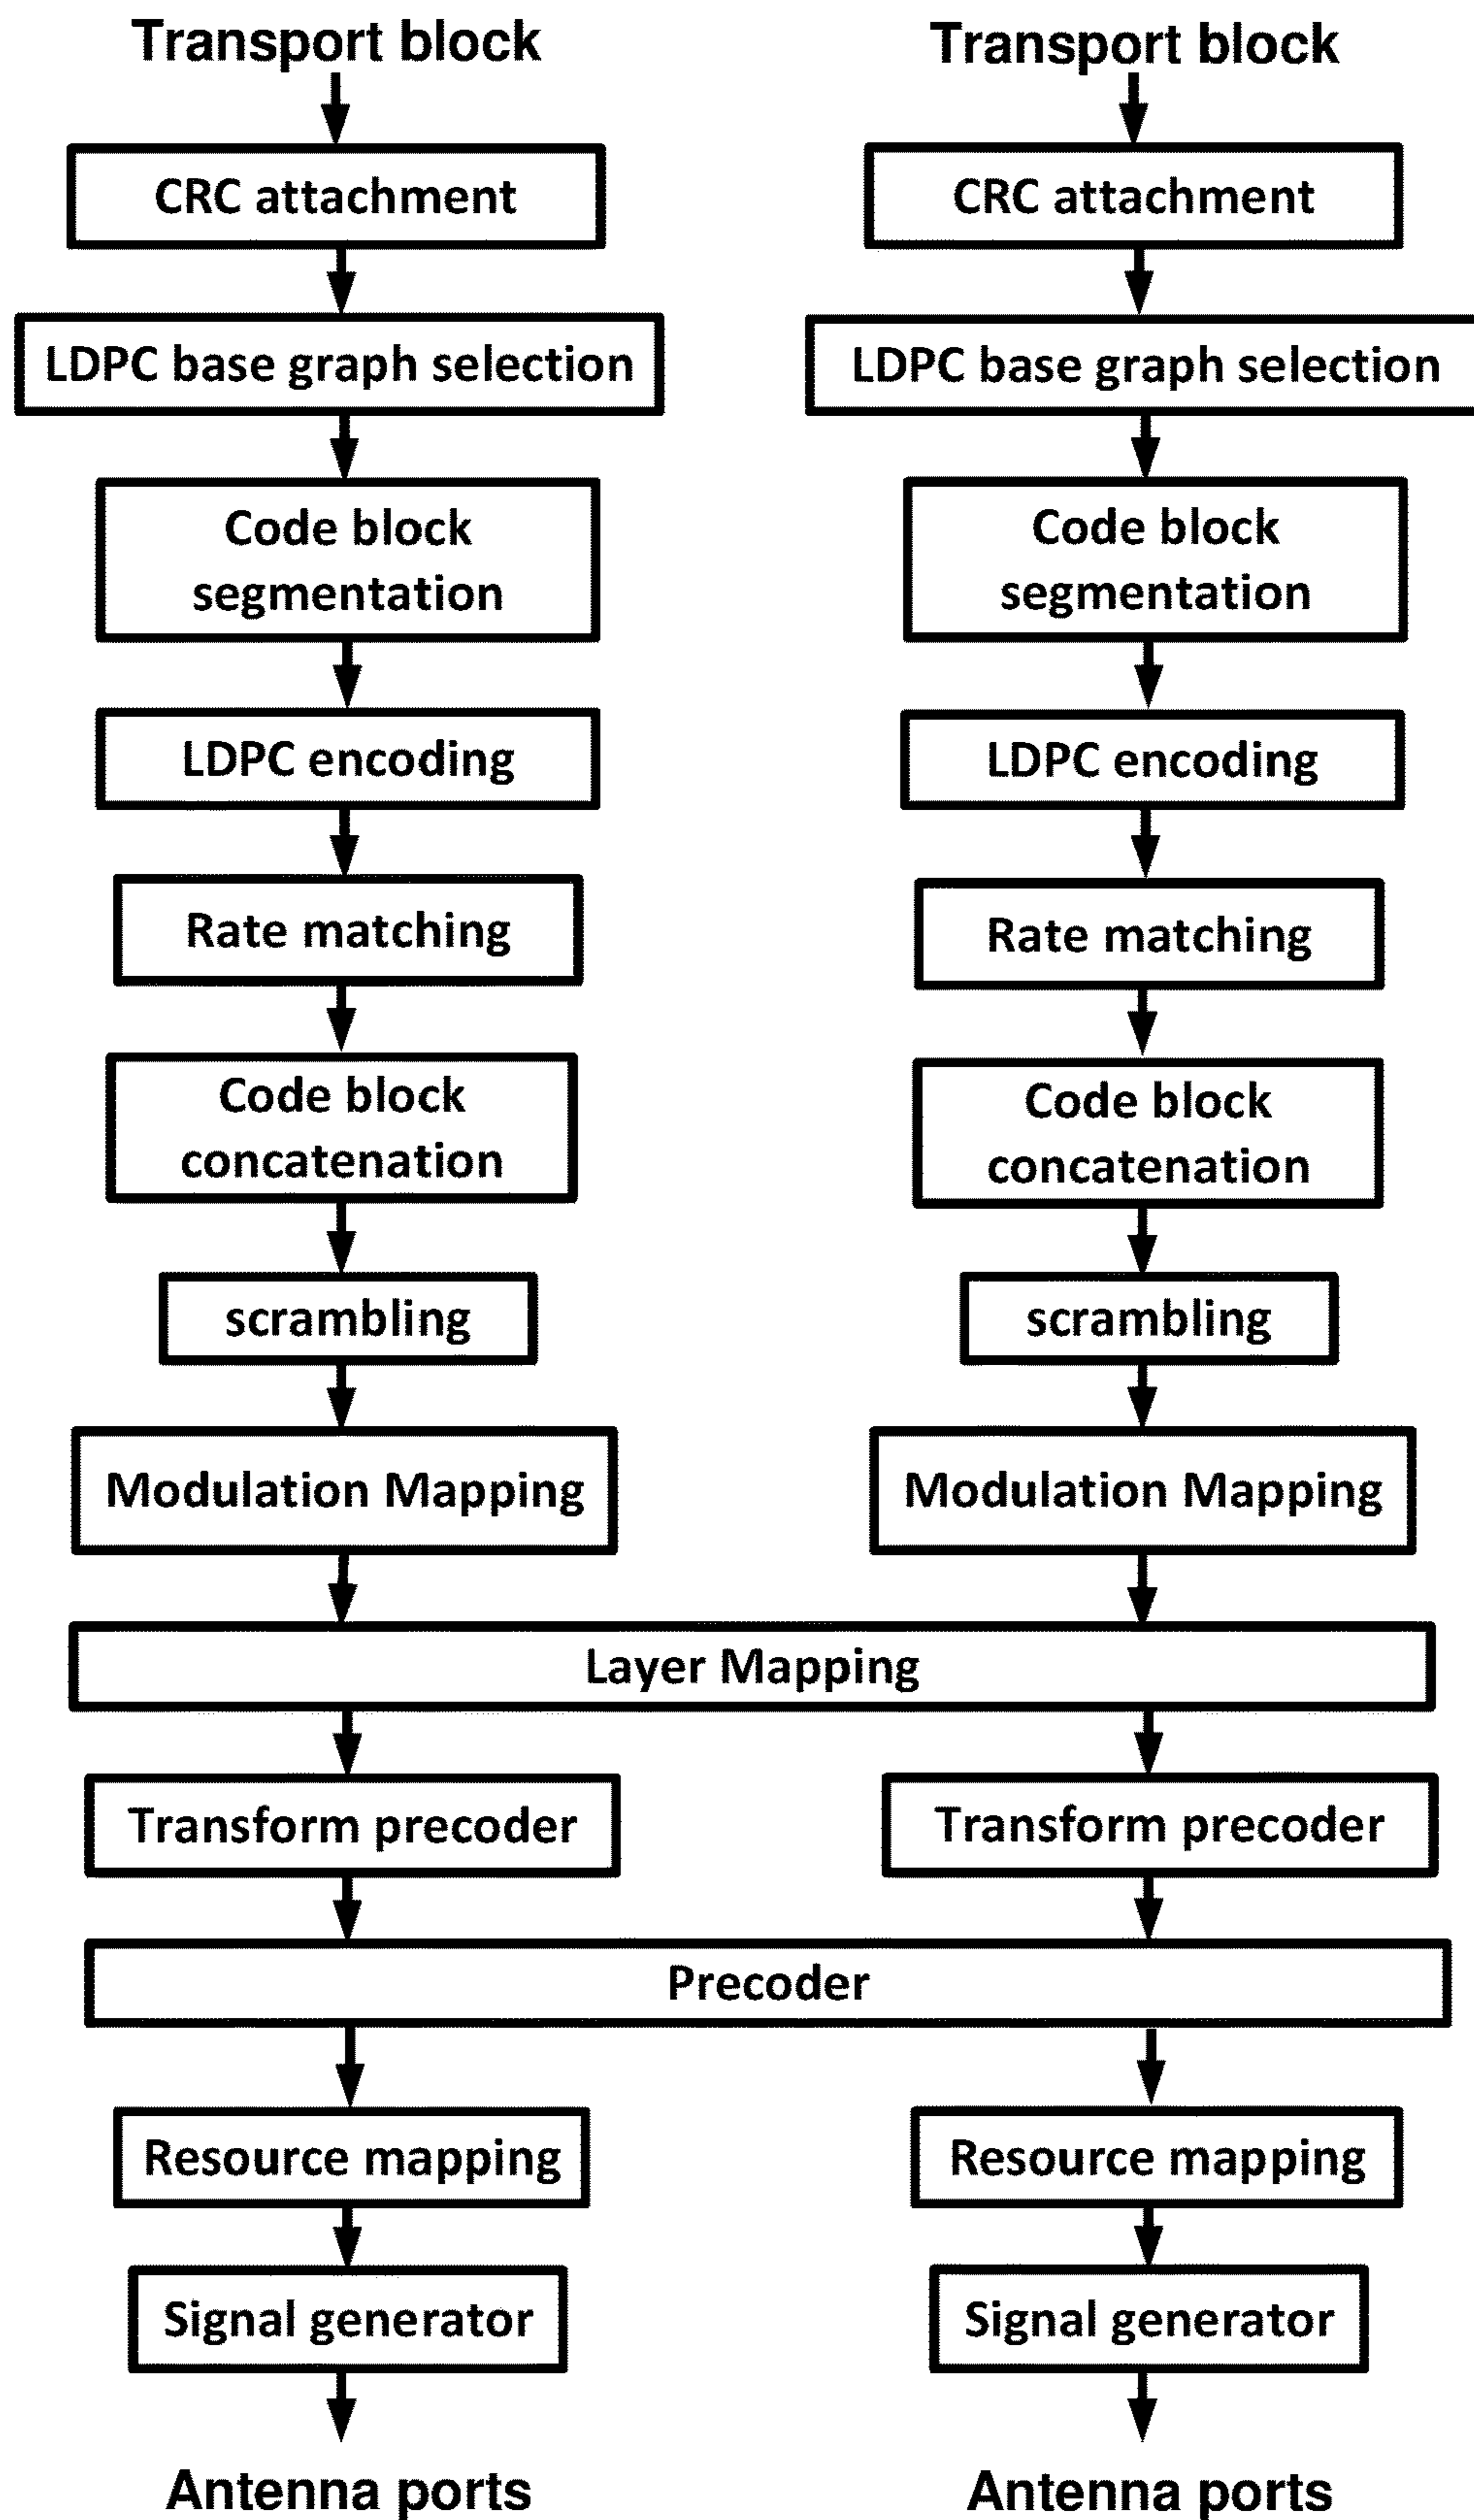 Transport block
Transport block
CRC attachment
CRC attachment
LDPC base graph selection
LDPC base graph selection
Code block
segmentation
Code block
segmentation
LDPC encoding
LDPC encoding
Rate matching
Rate matching
Code block
concatenation
Code block
concatenation
scrambling
scrambling
Modulation Mapping
Modulation Mapping
Layer Mapping
Transform precoder
Transform precoder
Precoder
Resource mapping
Resource mapping
Signal generator
Signal generator
Antenna ports
Antenna ports